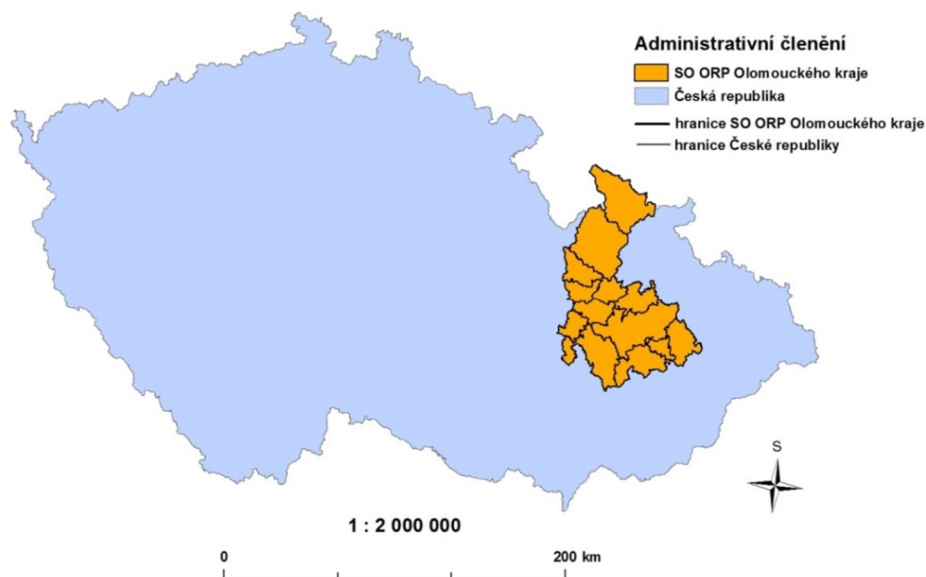 Administrativní členění
SO ORP Olomouckého kraje
Česká republika
hranice SO ORP Olomouckého kraje
hranice České republiky
S
1 : 2 000 000
0 200 km